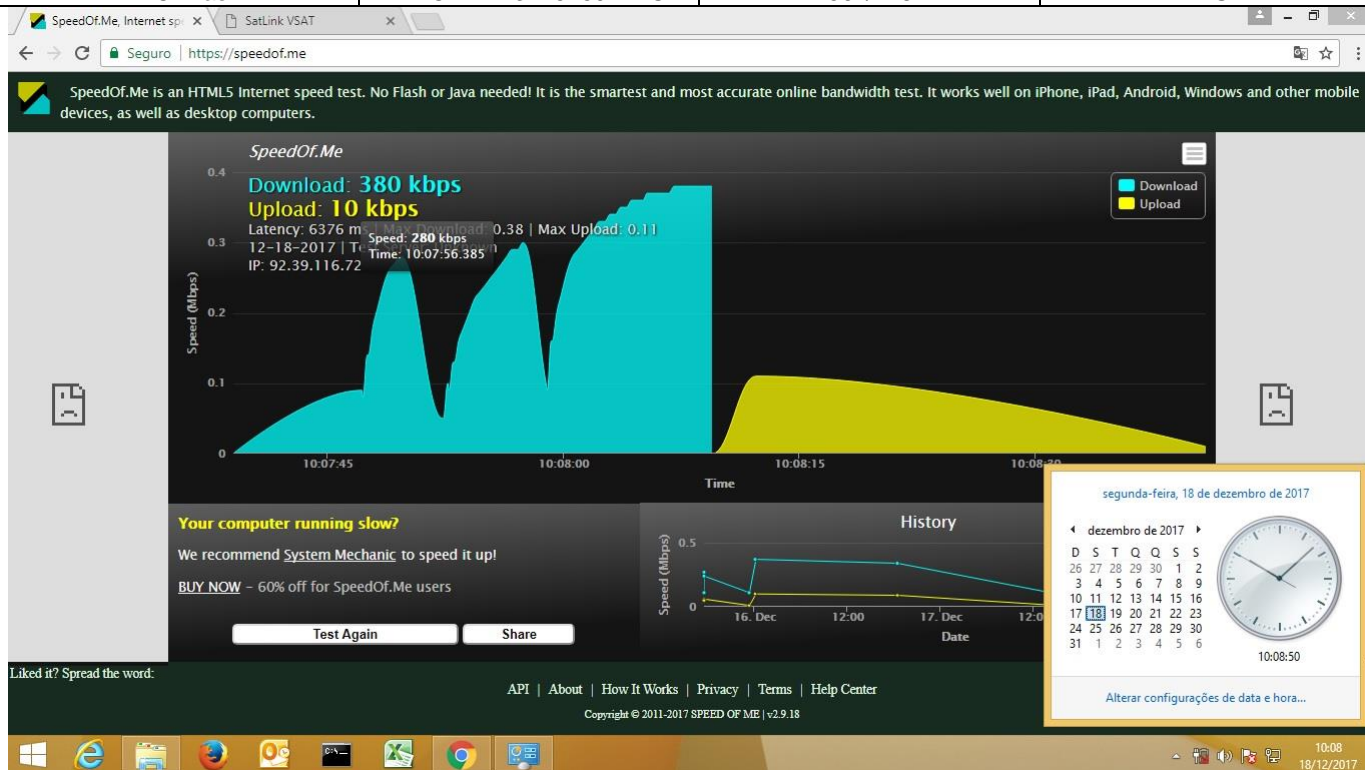 SpeedOf.Me, Internet sp
SatLink VSAT
Seguro
https://speedof.me
SpeedOf.Me is an HTML5 Internet speed test. No Flash or Java needed! It is the smartest and most accurate online bandwidth test. It works well on iPhone, iPad, Android, Windows and other mobile
devices, as well as desktop computers.
SpeedOf.Me
Download: 380 kbps
Upload: 10 kbps
Latency: 6376 ms | Max Download: 0.38 | Max Upload: 0.11
12-18-2017 |
IP: 92.39.116.72
Speed: 280 kbps
Time: 10:07:56.385
Download
Upload
Speed (Mbps)
0.4
0.3
0.2
0.1
0
10:07:45 10:08:00 10:08:15 10:08:30
Time
Your computer running slow?
We recommend System Mechanic to speed it up!
BUY NOW – 60% off for SpeedOf.Me users
Test Again
Share
History
Speed (Mbps)
0.5
0
16. Dec 12:00 17. Dec 12:0
Date
segunda-feira, 18 de dezembro de 2017
dezembro de 2017
D S T Q Q S S
26 27 28 29 30 1 2
3 4 5 6 7 8 9
10 11 12 13 14 15 16
17 18 19 20 21 22 23
24 25 26 27 28 29 30
31 1 2 3 4 5 6
10:08:50
Alterar configurações de data e hora...
Liked it? Spread the word:
API | About | How It Works | Privacy | Terms | Help Center
Copyright © 2011-2017 SPEED OF ME | v2.9.18
10:08
18/12/2017